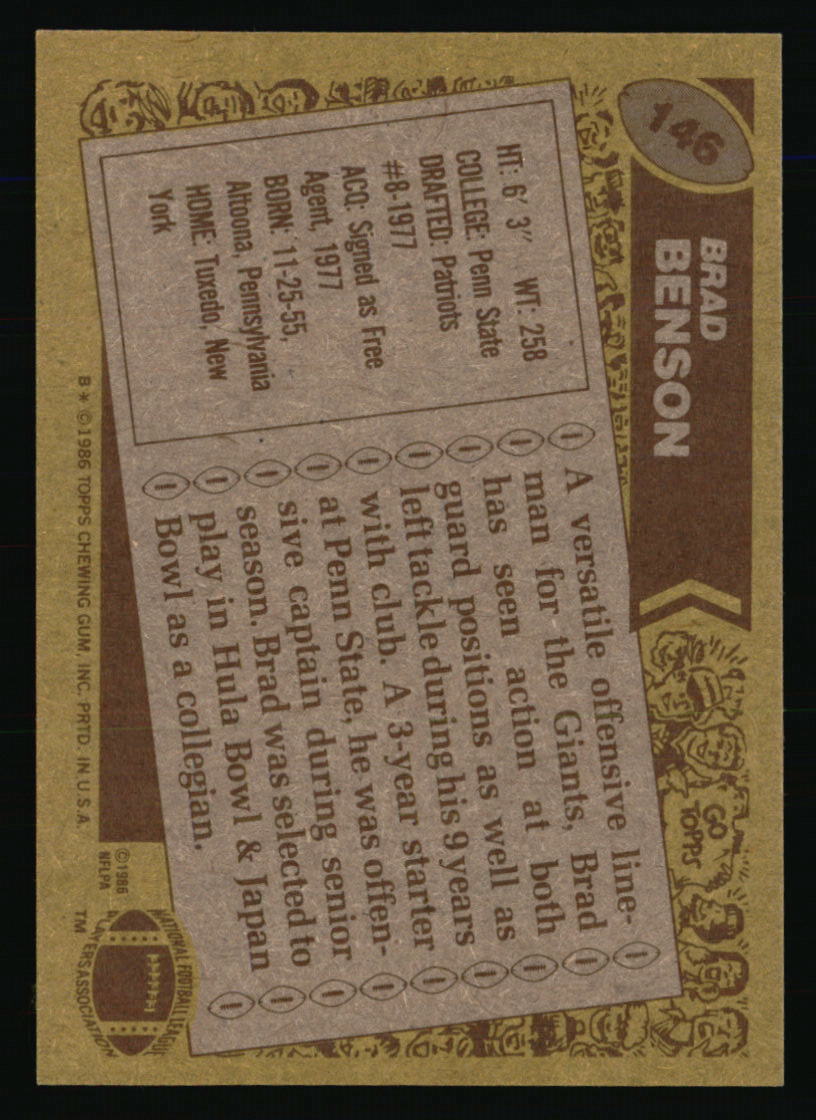 146
BRAD
BENSON
HT: 6′ 3″ WT: 258
COLLEGE: Penn State
DRAFTED: Patriots
#8-1977
ACQ: Signed as Free
Agent, 1977
BORN: 11-25-55,
Altoona, Pennsylvania
HOME: Tuxedo, New
York
A versatile offensive line-
man for the Giants, Brad
has seen action at both
guard positions as well as
left tackle during his 9 years
with club. A 3-year starter
at Penn State, he was offen-
sive captain during senior
season. Brad was selected to
play in Hula Bowl & Japan
Bowl as a collegian.
GO
TOPPS
B* ©1986 TOPPS CHEWING GUM, INC. PRTD. IN U.S.A.
©1986
NFLPA
NATIONAL FOOTBALL LEAGUE
PLAYERS ASSOCIATION
TM